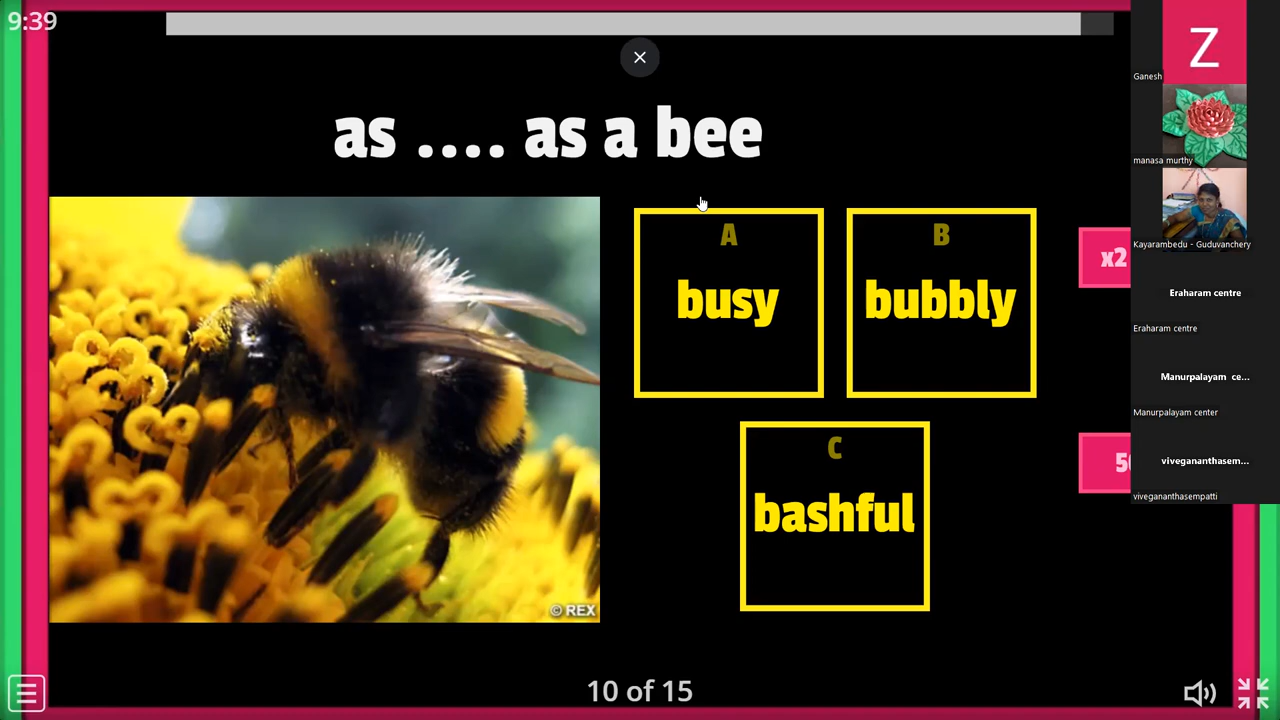 9:39
as .... as a bee
A
busy
B
bubbly
C
bashful
x2
© REX
10 of 15
Z
Ganesh
manasa murthy
Kayarambedu - Guduvanchery
Eraharam centre
Eraharam centre
Manurpalayam ce...
Manurpalayam center
vivegananthasem...
vivegananthasempatti